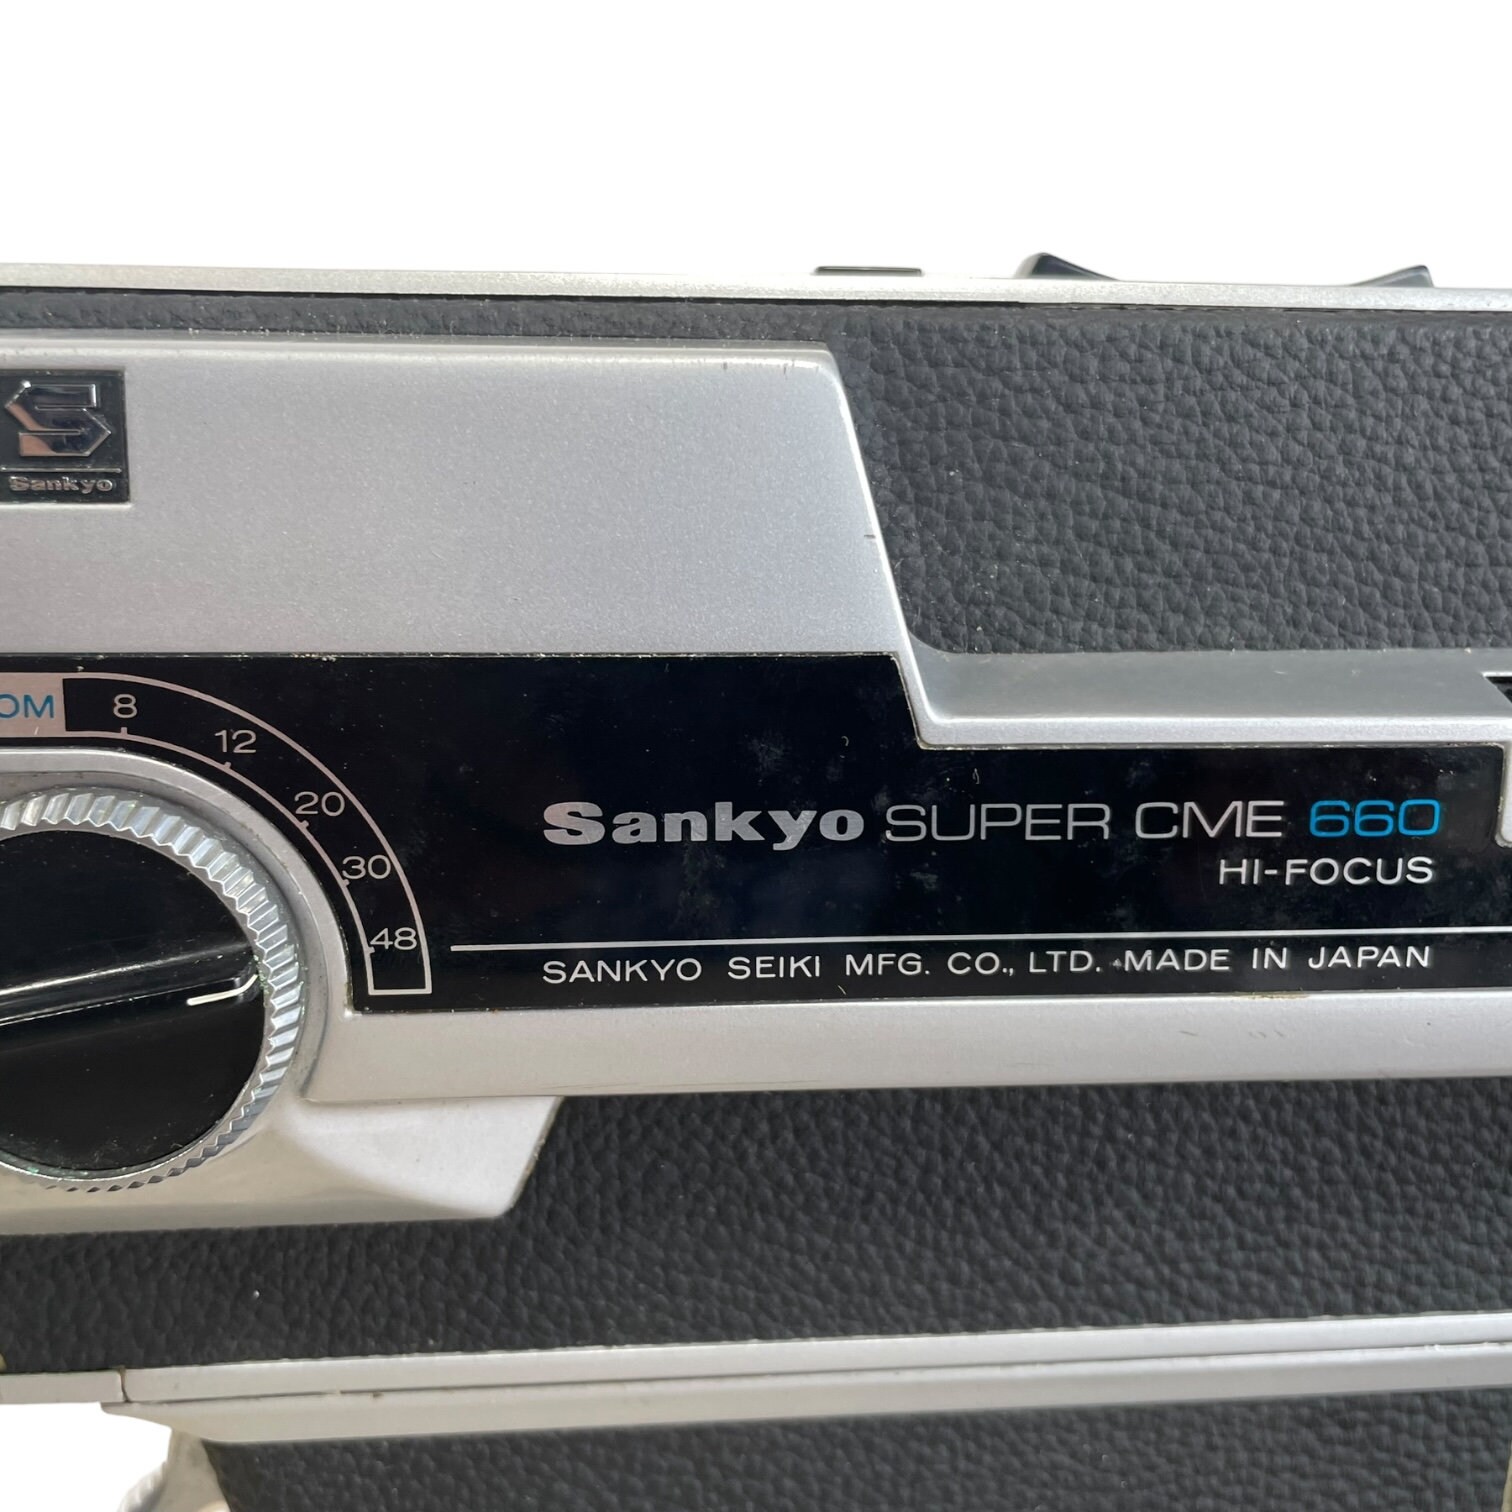 S
Sankyo
OM
8
12
20
30
48
Sankyo SUPER CME 660
HI-FOCUS
SANKYO SEIKI MFG. CO., LTD. MADE IN JAPAN